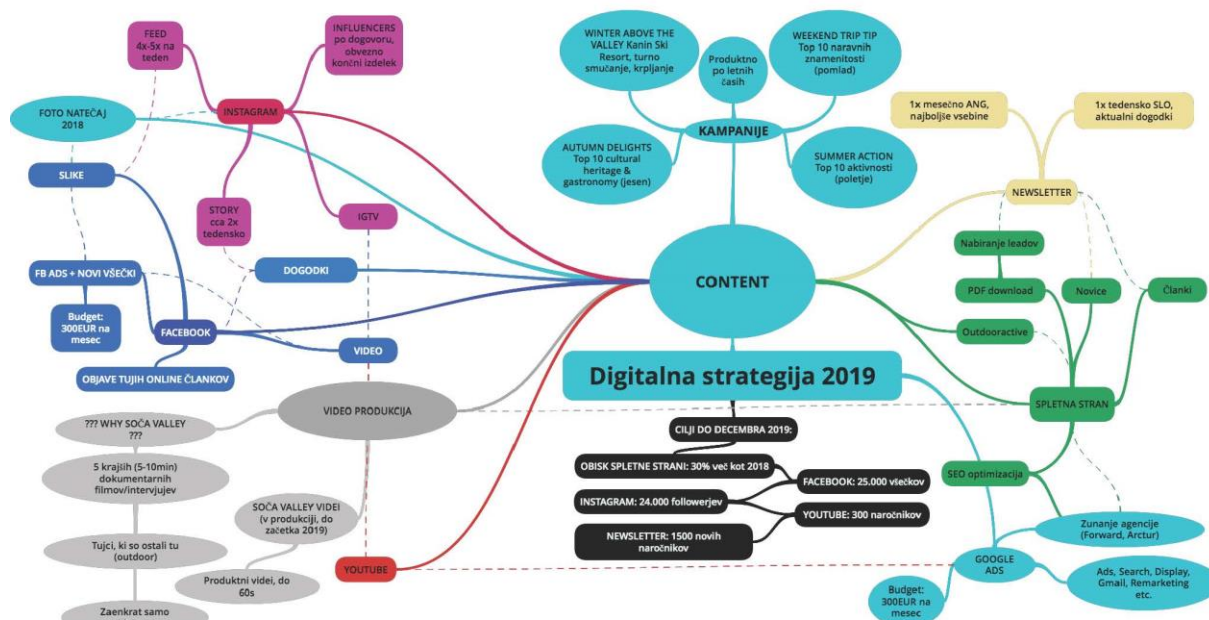 FEED
4x-5x na
teden
INFLUENCERS
po dogovoru,
obvezno
končni izdelek
INSTAGRAM
FOTO NATEČAJ
2018
SLIKE
STORY
cca 2x
tedensko
IGTV
FB ADS + NOVI VŠEČKI
DOGODKI
Budget:
300EUR na
mesec
FACEBOOK
VIDEO
OBJAVE TUJIH ONLINE ČLANKOV
WINTER ABOVE THE
VALLEY Kanin Ski
Resort, turno
smučanje, krpljanje
Produktno
po letnih
časih
WEEKEND TRIP TIP
Top 10 naravnih
znamenitosti
(pomlad)
KAMPANIJE
AUTUMN DELIGHTS
Top 10 cultural
heritage &
gastronomy (jesen)
SUMMER ACTION
Top 10 aktivnosti
(poletje)
CONTENT
1x mesečno ANG,
najboljše vsebine
1x tedensko SLO,
aktualni dogodki
NEWSLETTER
Nabiranje leadov
PDF download
Novice
Članki
Outdooractive
SPLETNA STRAN
SEO optimizacija
Digitalna strategija 2019
CILJI DO DECEMBRA 2019:
OBISK SPLETNE STRANI: 30% več kot 2018
FACEBOOK: 25.000 všečkov
INSTAGRAM: 24.000 followerjev
YOUTUBE: 300 naročnikov
NEWSLETTER: 1500 novih
naročnikov
VIDEO PRODUKCIJA
??? WHY SOČA VALLEY
???
5 krajših (5-10min)
dokumentarnih
filmov/intervjujev
SOČA VALLEY VIDEI
(v produkciji, do
začetka 2019)
Tujci, ki so ostali tu
(outdoor)
Produktni videi, do
60s
Zaenkrat samo
YOUTUBE
Zunanje agencije
(Forward, Arctur)
GOOGLE
ADS
Budget:
300EUR na
mesec
Ads, Search, Display,
Gmail, Remarketing
etc.